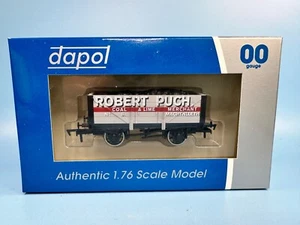 dapol
00
gauge
ROBERT PUGH.
COAL & LIME MERCHANT
Authentic 1.76 Scale Model